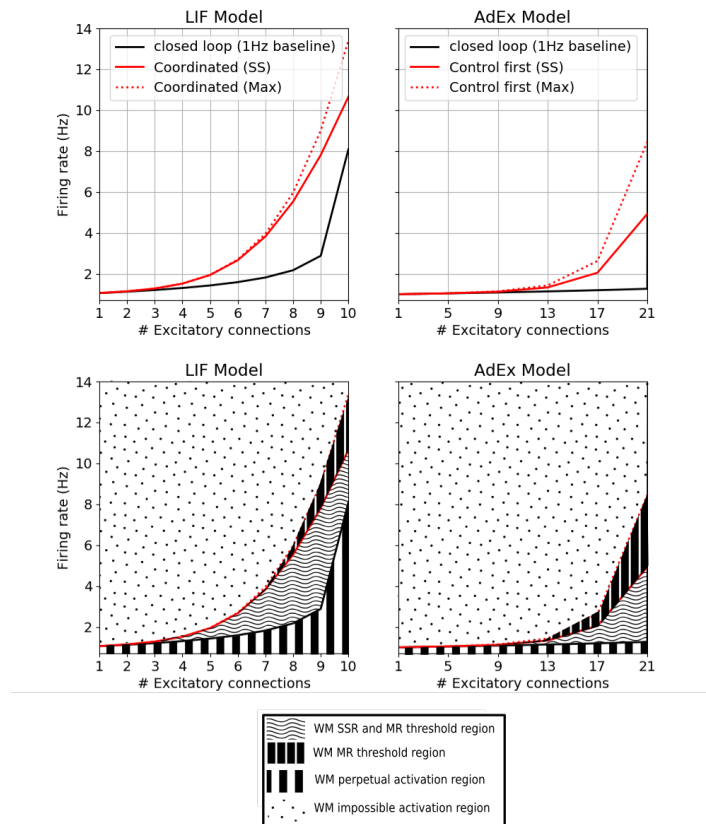 LIF Model
14
12
10
8
6
4
2
Firing rate (Hz)
closed loop (1Hz baseline)
Coordinated (SS)
Coordinated (Max)
1 2 3 4 5 6 7 8 9 10
# Excitatory connections
AdEx Model
closed loop (1Hz baseline)
Control first (SS)
Control first (Max)
1 5 9 13 17 21
# Excitatory connections
LIF Model
14
12
10
8
6
4
2
Firing rate (Hz)
1 2 3 4 5 6 7 8 9 10
# Excitatory connections
AdEx Model
1 5 9 13 17 21
# Excitatory connections
WM SSR and MR threshold region
WM MR threshold region
WM perpetual activation region
WM impossible activation region